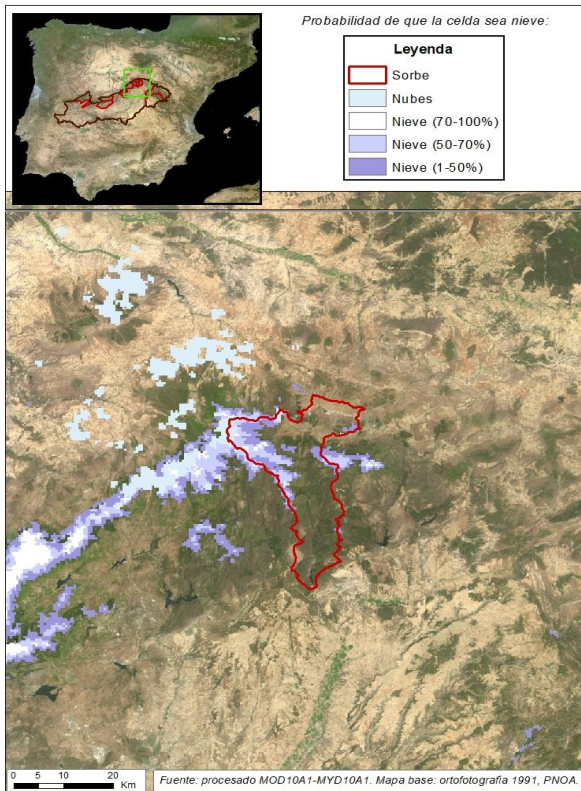 Probabilidad de que la celda sea nieve:
Leyenda
Sorbe
Nubes
Nieve (70-100%)
Nieve (50-70%)
Nieve (1-50%)
0 5 10 20
Km
Fuente: procesado MOD10A1-MYD10A1. Mapa base: ortofotografia 1991, PNOA.